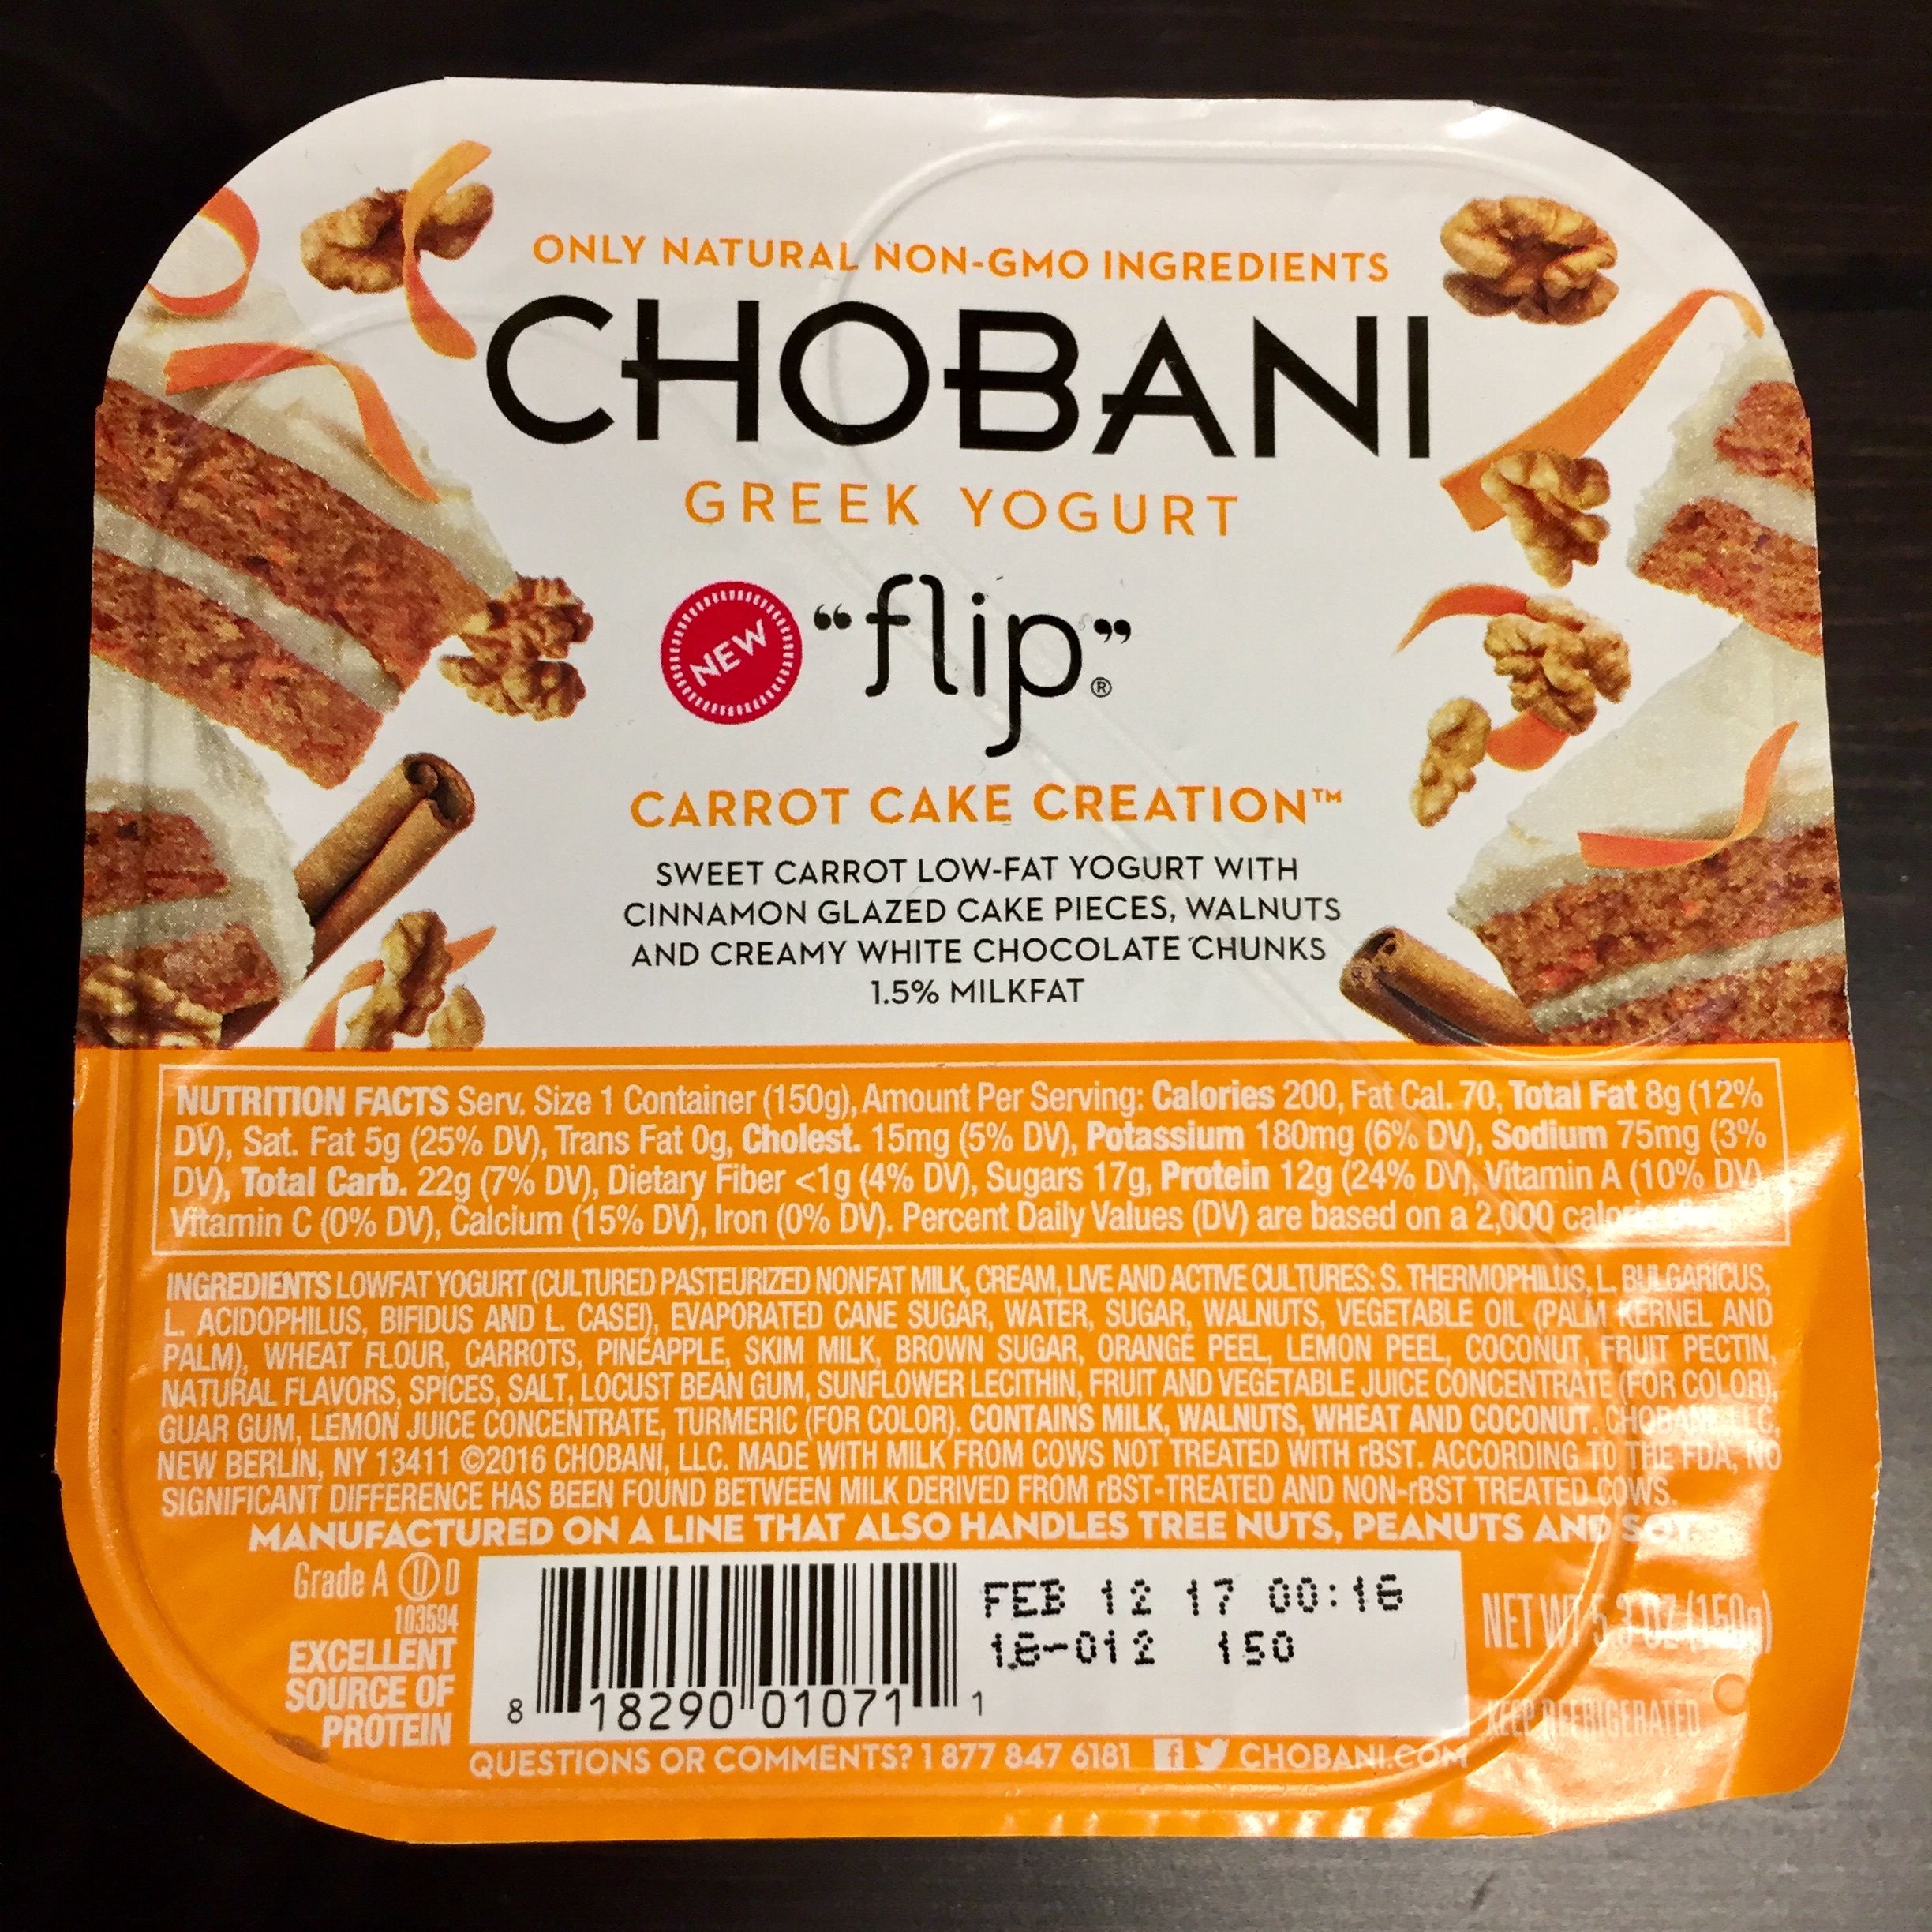 ONLY NATURAL NON-GMO INGREDIENTS
CHOBANI
GREEK YOGURT
NEW "flip"®
CARROT CAKE CREATION™
SWEET CARROT LOW-FAT YOGURT WITH
CINNAMON GLAZED CAKE PIECES, WALNUTS
AND CREAMY WHITE CHOCOLATE CHUNKS
1.5% MILKFAT
NUTRITION FACTS Serv. Size 1 Container (150g), Amount Per Serving: Calories 200, Fat Cal. 70, Total Fat 8g (12%
DV), Sat. Fat 5g (25% DV), Trans Fat 0g, Cholest. 15mg (5% DV), Potassium 180mg (6% DV), Sodium 75mg (3%
DV), Total Carb. 22g (7% DV), Dietary Fiber <1g (4% DV), Sugars 17g, Protein 12g (24% DV), Vitamin A (10% DV),
Vitamin C (0% DV), Calcium (15% DV), Iron (0% DV). Percent Daily Values (DV) are based on a 2,000 calorie
INGREDIENTS LOWFAT YOGURT (CULTURED PASTEURIZED NONFAT MILK, CREAM, LIVE AND ACTIVE CULTURES: S. THERMOPHILUS, L. BULGARICUS,
L. ACIDOPHILUS, BIFIDUS AND L. CASEI), EVAPORATED CANE SUGAR, WATER, SUGAR, WALNUTS, VEGETABLE OIL (PALM KERNEL AND
PALM), WHEAT FLOUR, CARROTS, PINEAPPLE, SKIM MILK, BROWN SUGAR, ORANGE PEEL, LEMON PEEL, COCONUT, FRUIT PECTIN,
NATURAL FLAVORS, SPICES, SALT, LOCUST BEAN GUM, SUNFLOWER LECITHIN, FRUIT AND VEGETABLE JUICE CONCENTRATE (FOR COLOR),
GUAR GUM, LEMON JUICE CONCENTRATE, TURMERIC (FOR COLOR). CONTAINS MILK, WALNUTS, WHEAT AND COCONUT. CHOBANI, LLC.
NEW BERLIN, NY 13411 ©2016 CHOBANI, LLC. MADE WITH MILK FROM COWS NOT TREATED WITH rBST. ACCORDING TO THE FDA, NO
SIGNIFICANT DIFFERENCE HAS BEEN FOUND BETWEEN MILK DERIVED FROM rBST-TREATED AND NON-rBST TREATED COWS.
MANUFACTURED ON A LINE THAT ALSO HANDLES TREE NUTS, PEANUTS AND SOY.
Grade A Ⓤ D
103594
EXCELLENT
SOURCE OF
PROTEIN
8 18290 01071 1
FEB 12 17 00:16
18-012 150
NET WT 5.3 OZ (150g)
KEEP REFRIGERATED
QUESTIONS OR COMMENTS? 1 877 847 6181 CHOBANI.COM